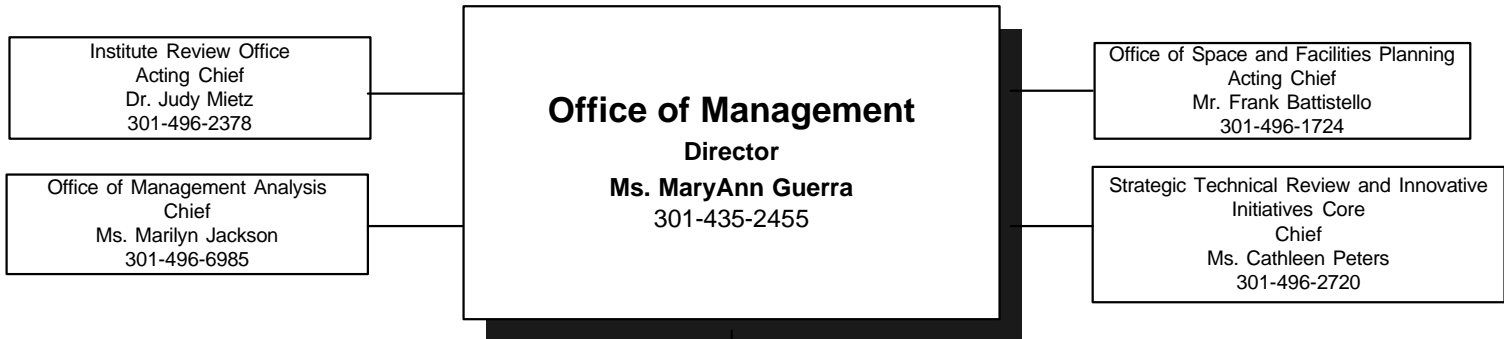 Institute Review Office
Acting Chief
Dr. Judy Mietz
301-496-2378
Office of Management Analysis
Chief
Ms. Marilyn Jackson
301-496-6985
Office of Management
Director
Ms. MaryAnn Guerra
301-435-2455
Office of Space and Facilities Planning
Acting Chief
Mr. Frank Battistello
301-496-1724
Strategic Technical Review and Innovative
Initiatives Core
Chief
Ms. Cathleen Peters
301-496-2720